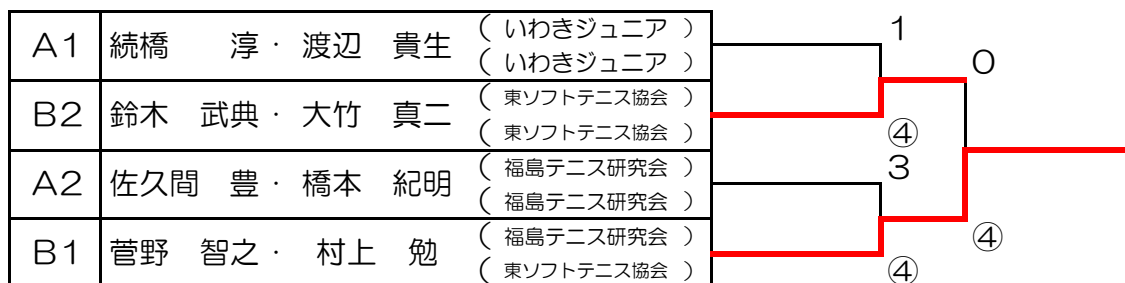 A1 続橋 淳・渡辺 貴生 ( いわきジュニア )
( いわきジュニア )
B2 鈴木 武典・大竹 真二 ( 東ソフトテニス協会 )
( 東ソフトテニス協会 )
A2 佐久間 豊・橋本 紀明 ( 福島テニス研究会 )
( 福島テニス研究会 )
B1 菅野 智之・村上 勉 ( 福島テニス研究会 )
( 東ソフトテニス協会 )
1
0
④
3
④
④